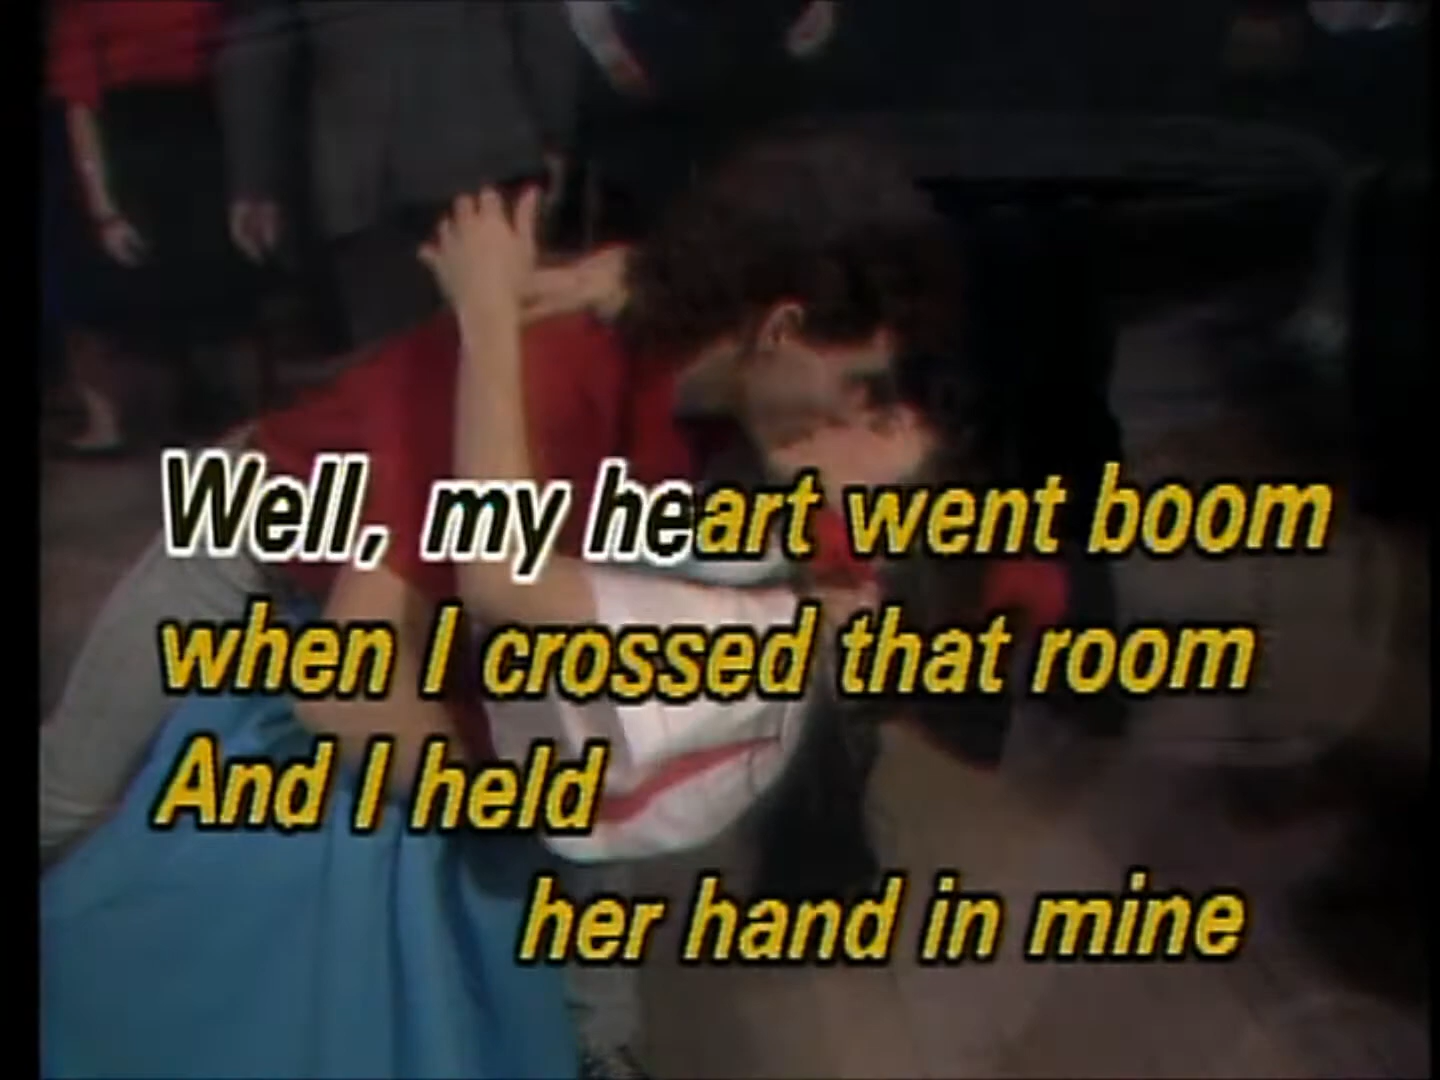 Well, my heart went boom
when I crossed that room
And I held
her hand in mine